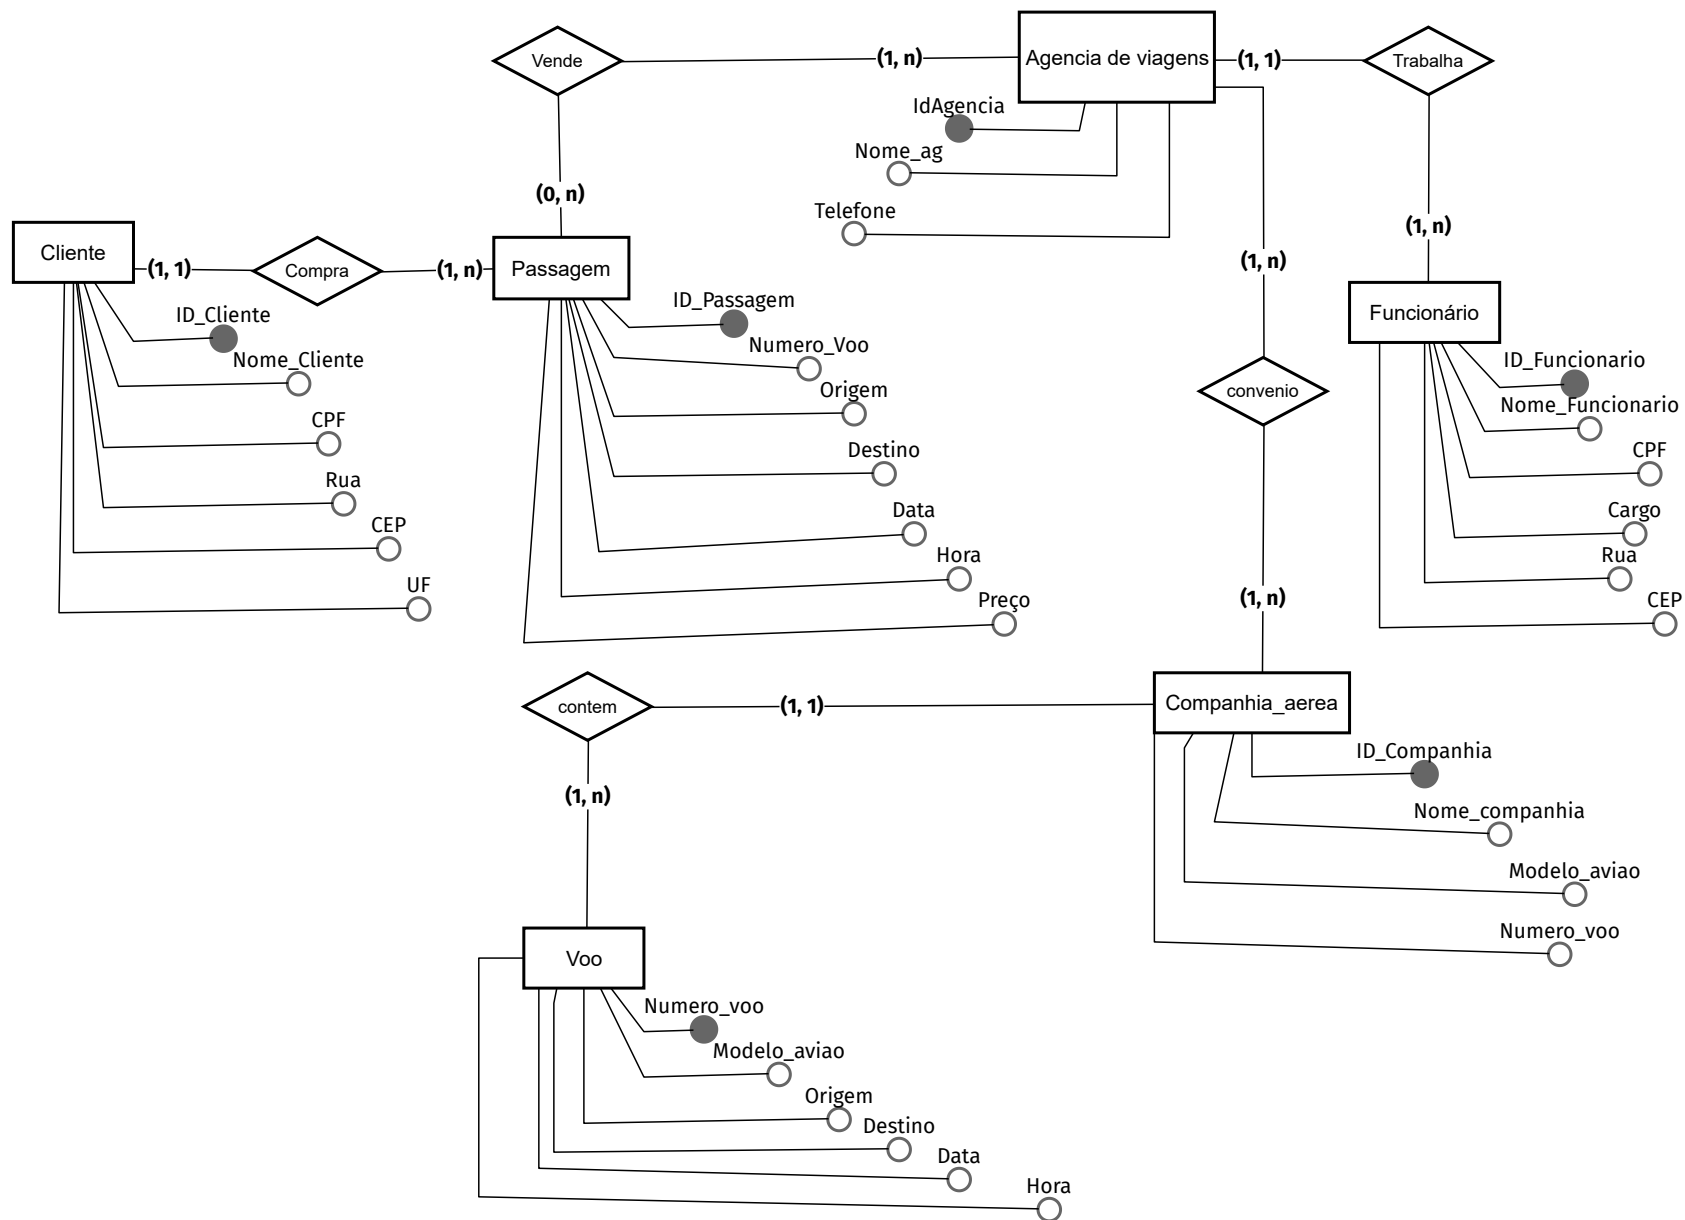 Vende
(1, n)
Agencia de viagens
(1, 1)
Trabalha
IdAgencia
Nome_ag
Telefone
(0, n)
(1, n)
(1, n)
Cliente
(1, 1)
Compra
(1, n)
Passagem
ID_Cliente
Nome_Cliente
CPF
Rua
CEP
UF
ID_Passagem
Numero_Voo
Origem
Destino
Data
Hora
Preço
convenio
(1, n)
Funcionário
ID_Funcionario
Nome_Funcionario
CPF
Cargo
Rua
CEP
contem
(1, 1)
Companhia_aerea
ID_Companhia
Nome_companhia
Modelo_aviao
Numero_voo
(1, n)
Voo
Numero_voo
Modelo_aviao
Origem
Destino
Data
Hora